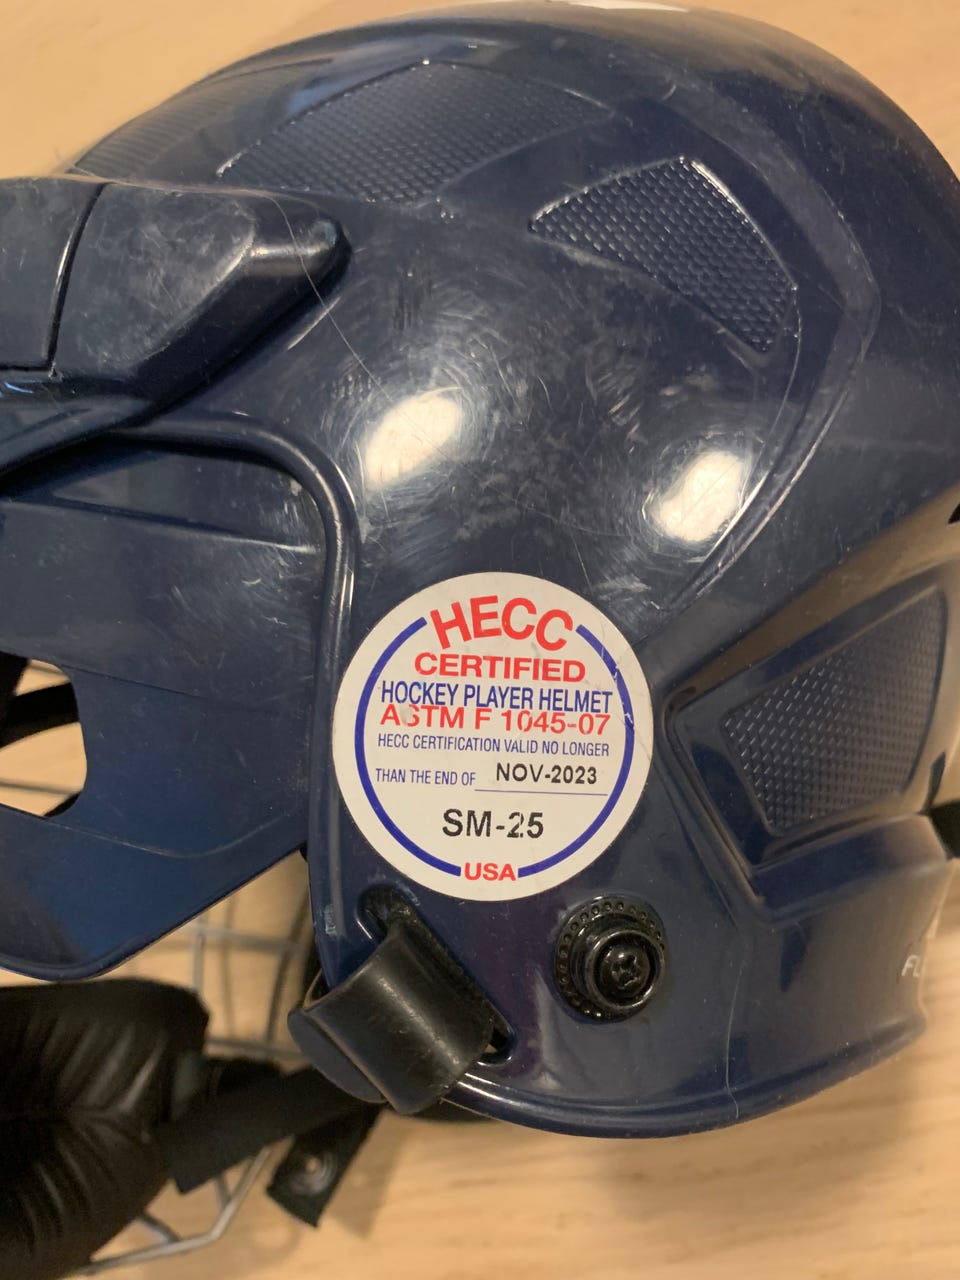 HECC
CERTIFIED
HOCKEY PLAYER HELMET
ASTM F 1045-07
HECC CERTIFICATION VALID NO LONGER
THAN THE END OF NOV-2023
SM-25
USA